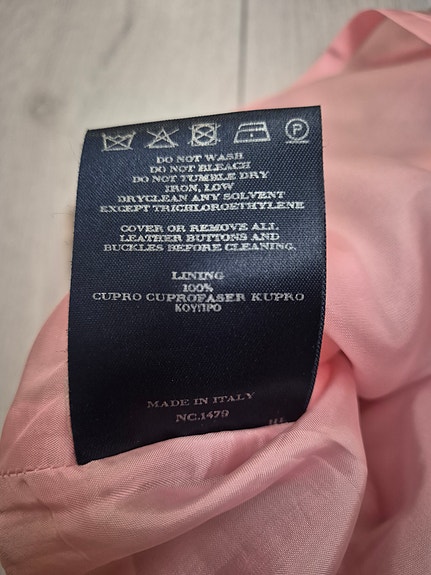 P
DO NOT WASH
DO NOT BLEACH
DO NOT TUMBLE DRY
IRON, LOW
DRYCLEAN ANY SOLVENT
EXCEPT TRICHLOROETHYLENE
COVER OR REMOVE ALL
LEATHER BUTTONS AND
BUCKLES BEFORE CLEANING.
LINING
100%
CUPRO CUPROFASER KUPRO
ΚΟΥΠΡΟ
MADE IN ITALY
NC.1479